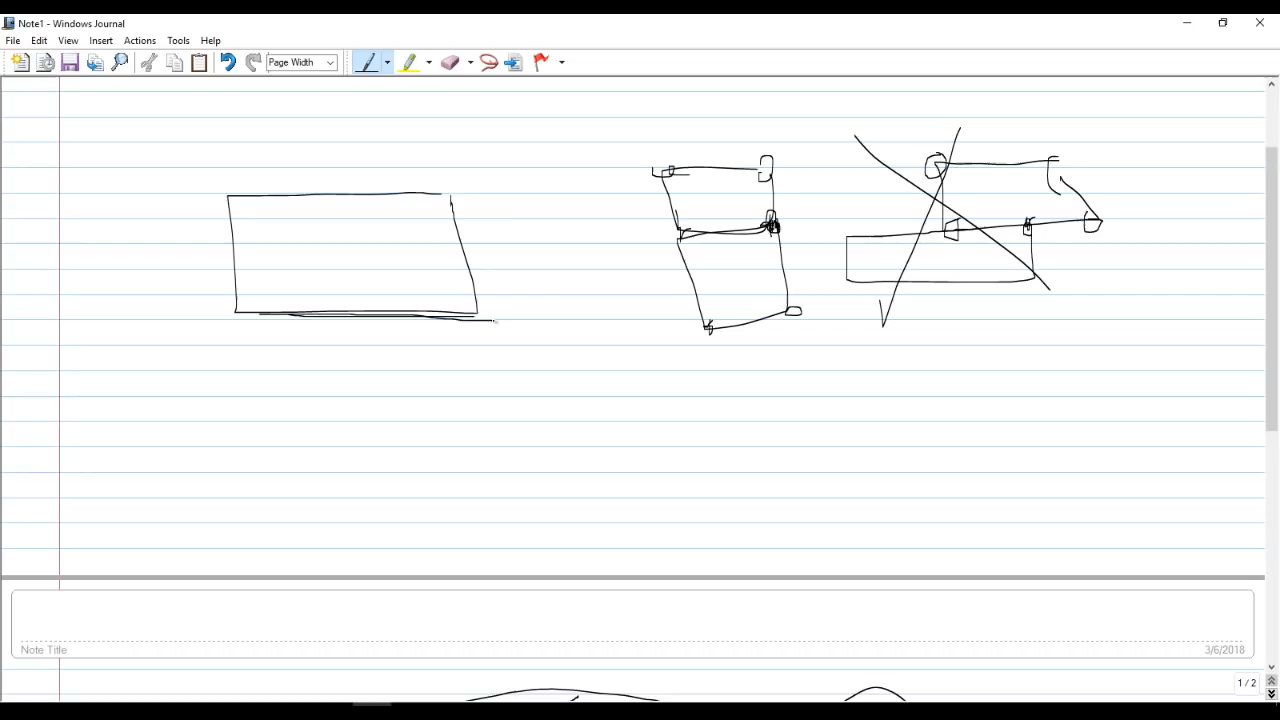 Note1 - Windows Journal
File Edit View Insert Actions Tools Help
Page Width
Note Title
3/6/2018
1 / 2